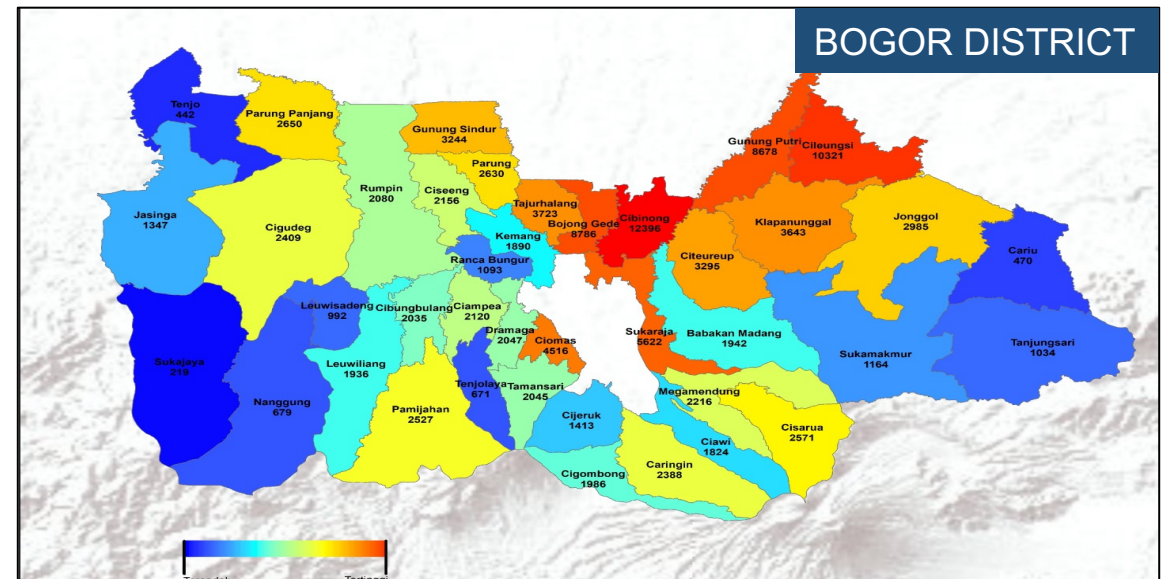 BOGOR DISTRICT
Tenjo
442
Parung Panjang
2650
Gunung Sindur
3244
Gunung Putri
8678
Cileungsi
10321
Parung
2630
Rumpin
2080
Ciseeng
2156
Tajurhalang
3723
Bojong Gede
8786
Cibinong
12396
Klapanunggal
3643
Jonggol
2985
Jasinga
1347
Cigudeg
2409
Kemang
1890
Ranca Bungur
1093
Citeureup
3295
Cariu
470
Leuwisadeng
992
Cibungbulang
2035
Ciampea
2120
Dramaga
2047
Ciomas
4516
Sukaraja
5622
Babakan Madang
1942
Sukamakmur
1164
Tanjungsari
1034
Sukajaya
219
Leuwiliang
1936
Nanggung
679
Pamijahan
2527
Tenjolaya
671
Tamansari
2045
Cijeruk
1413
Megamendung
2216
Cisarua
2571
Ciawi
1824
Caringin
2388
Cigombong
1986